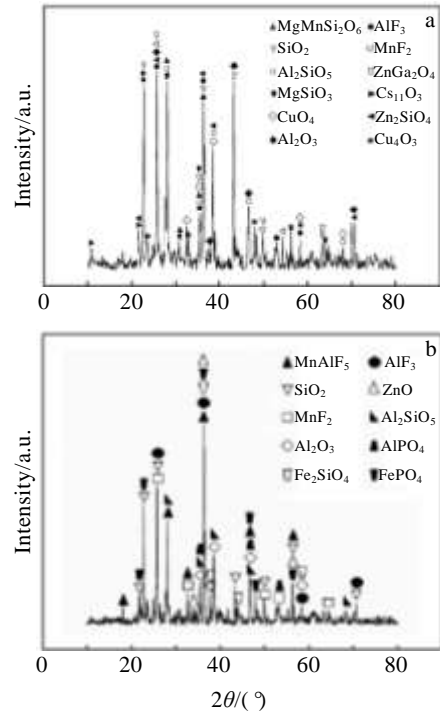 a
MgMnSi2O6 AlF3
SiO2 MnF2
Al2SiO5 ZnGa2O4
MgSiO3 Cs11O3
CuO4 Zn2SiO4
Al2O3 Cu4O3
Intensity/a.u.
0 20 40 60 80
b
MnAlF5 AlF3
SiO2 ZnO
MnF2 Al2SiO5
Al2O3 AlPO4
Fe2SiO4 FePO4
Intensity/a.u.
0 20 40 60 80
2θ/(°)